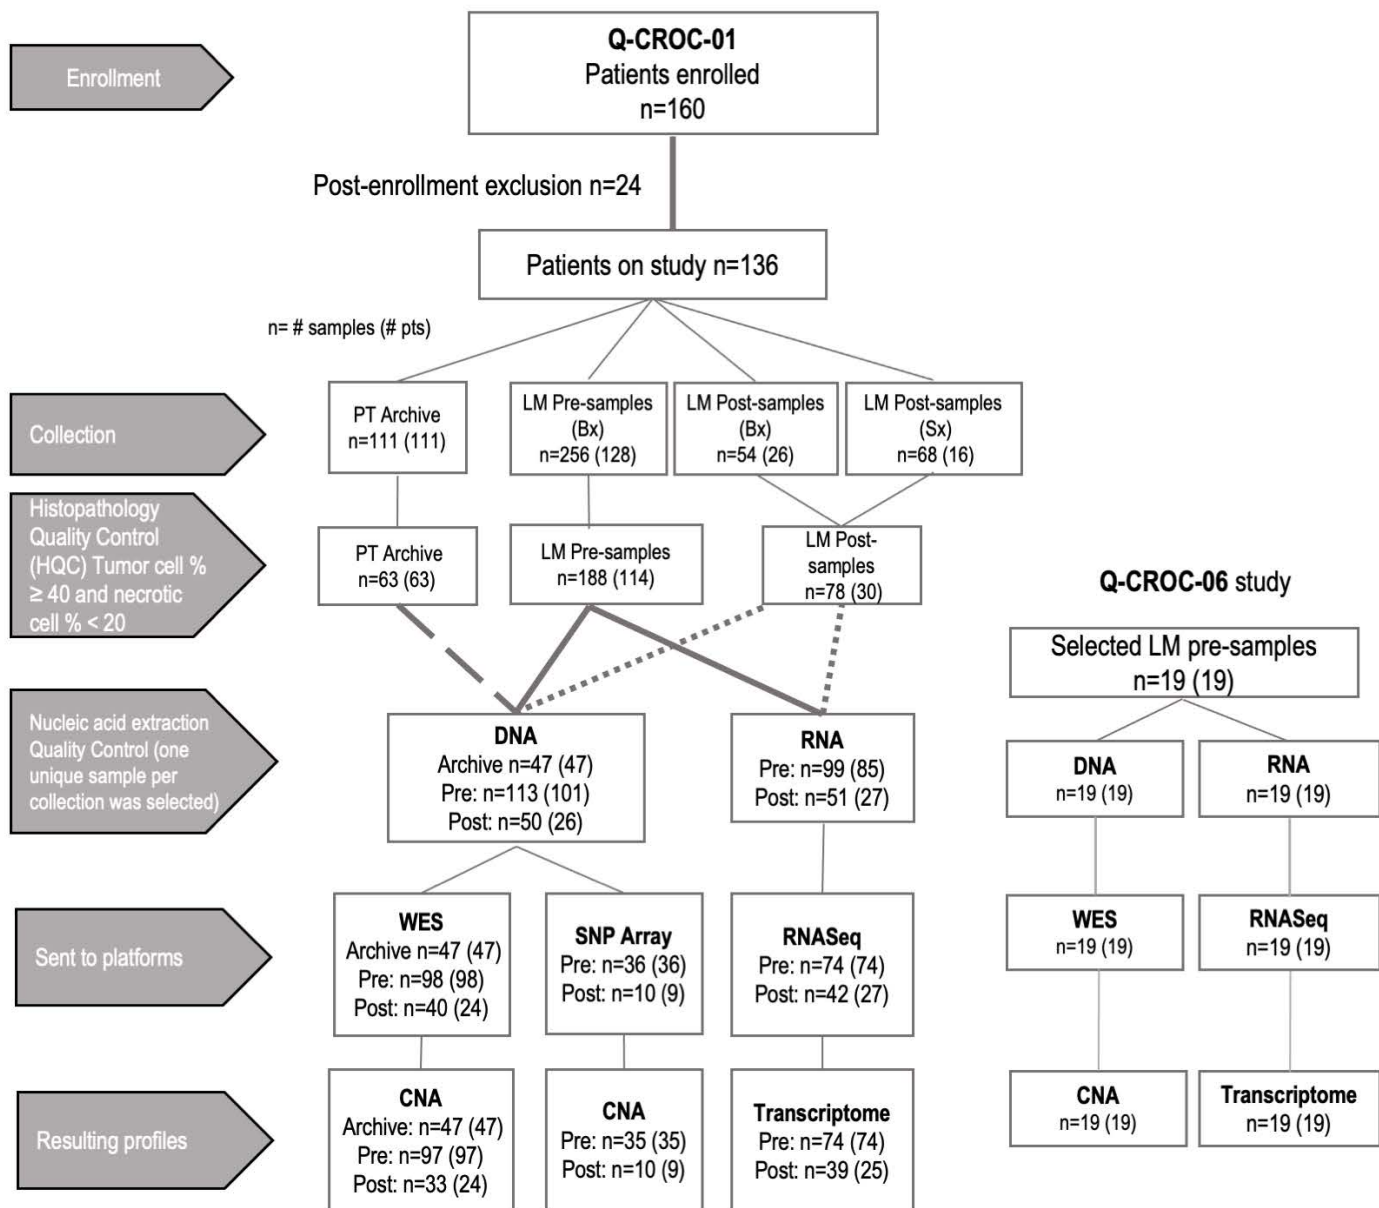 Enrollment
Q-CROC-01
Patients enrolled
n=160
Post-enrollment exclusion n=24
Patients on study n=136
n= # samples (# pts)
Collection
PT Archive
n=111 (111)
LM Pre-samples
(Bx)
n=256 (128)
LM Post-samples
(Bx)
n=54 (26)
LM Post-samples
(Sx)
n=68 (16)
Histopathology
Quality Control
(HQC) Tumor cell %
≥ 40 and necrotic
cell % < 20
PT Archive
n=63 (63)
LM Pre-samples
n=188 (114)
LM Post-
samples
n=78 (30)
Q-CROC-06 study
Selected LM pre-samples
n=19 (19)
Nucleic acid extraction
Quality Control (one
unique sample per
collection was selected)
DNA
Archive n=47 (47)
Pre: n=113 (101)
Post: n=50 (26)
RNA
Pre: n=99 (85)
Post: n=51 (27)
DNA
n=19 (19)
RNA
n=19 (19)
Sent to platforms
WES
Archive n=47 (47)
Pre: n=98 (98)
Post: n=40 (24)
SNP Array
Pre: n=36 (36)
Post: n=10 (9)
RNASeq
Pre: n=74 (74)
Post: n=42 (27)
WES
n=19 (19)
RNASeq
n=19 (19)
Resulting profiles
CNA
Archive: n=47 (47)
Pre: n=97 (97)
Post: n=33 (24)
CNA
Pre: n=35 (35)
Post: n=10 (9)
Transcriptome
Pre: n=74 (74)
Post: n=39 (25)
CNA
n=19 (19)
Transcriptome
n=19 (19)